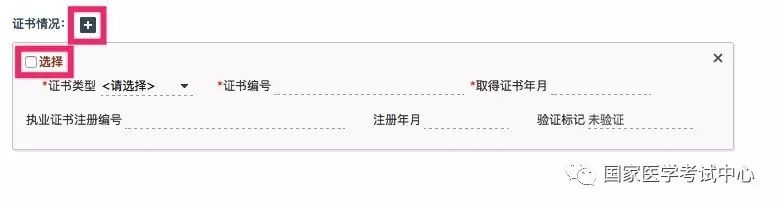 证书情况:
选择
*证书类型 <请选择> *证书编号 *取得证书年月
执业证书注册编号 注册年月 验证标记 未验证
国家医学考试中心